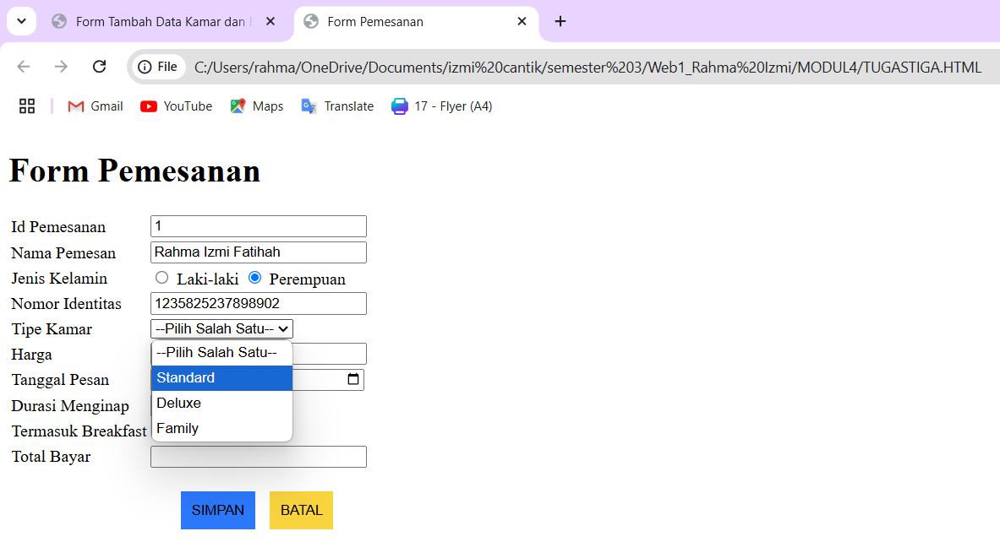 Form Tambah Data Kamar dan
Form Pemesanan
File C:/Users/rahma/OneDrive/Documents/izmi%20cantik/semester%203/Web1_Rahma%20Izmi/MODUL4/TUGASTIGA.HTML
Gmail YouTube Maps Translate 17 - Flyer (A4)
Form Pemesanan
Id Pemesanan 1
Nama Pemesan Rahma Izmi Fatihah
Jenis Kelamin Laki-laki Perempuan
Nomor Identitas 1235825237898902
Tipe Kamar --Pilih Salah Satu--
Harga --Pilih Salah Satu--
Tanggal Pesan Standard
Durasi Menginap Deluxe
Termasuk Breakfast Family
Total Bayar
SIMPAN BATAL